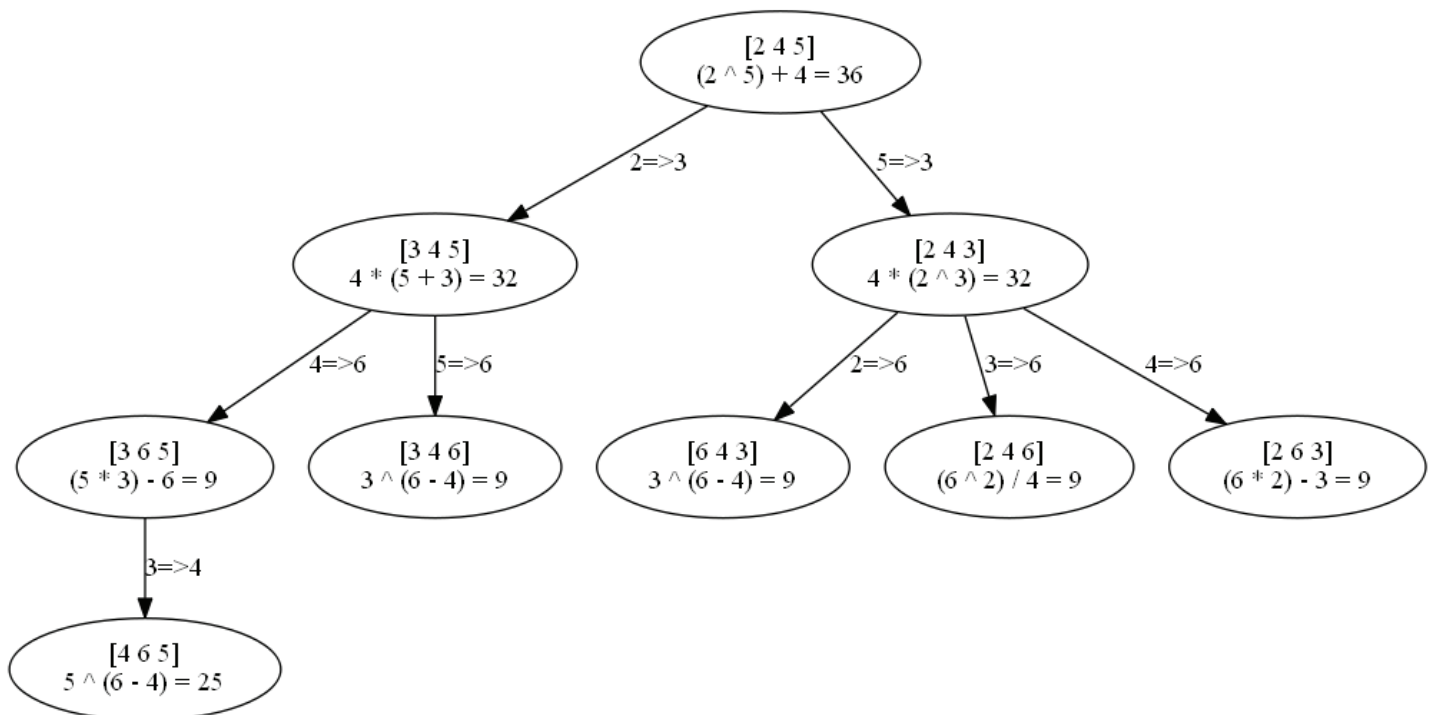 [2 4 5]
(2 ^ 5) + 4 = 36
2=>3
5=>3
[3 4 5]
4 * (5 + 3) = 32
[2 4 3]
4 * (2 ^ 3) = 32
4=>6
5=>6
2=>6
3=>6
4=>6
[3 6 5]
(5 * 3) - 6 = 9
[3 4 6]
3 ^ (6 - 4) = 9
[6 4 3]
3 ^ (6 - 4) = 9
[2 4 6]
(6 ^ 2) / 4 = 9
[2 6 3]
(6 * 2) - 3 = 9
3=>4
[4 6 5]
5 ^ (6 - 4) = 25